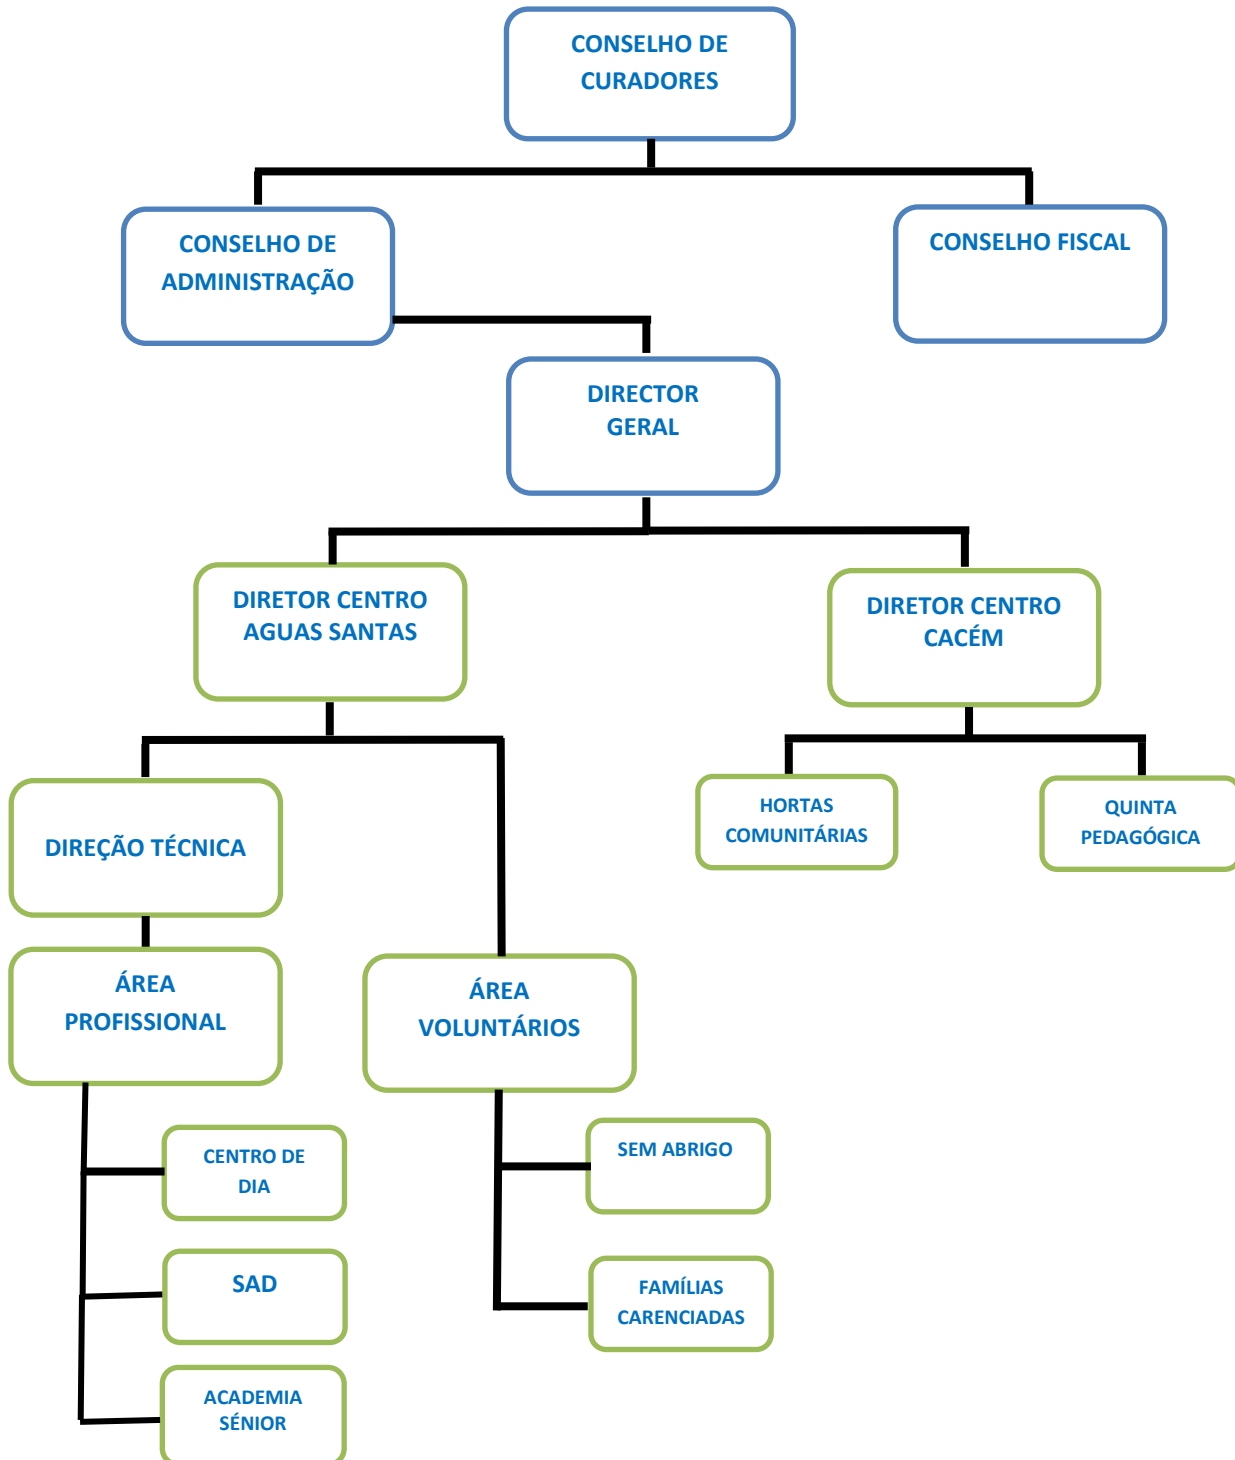 CONSELHO DE
CURADORES
CONSELHO DE
ADMINISTRAÇÃO
CONSELHO FISCAL
DIRECTOR
GERAL
DIRETOR CENTRO
AGUAS SANTAS
DIRETOR CENTRO
CACÉM
DIREÇÃO TÉCNICA
HORTAS
COMUNITÁRIAS
QUINTA
PEDAGÓGICA
ÁREA
PROFISSIONAL
ÁREA
VOLUNTÁRIOS
CENTRO DE
DIA
SAD
ACADEMIA
SÉNIOR
SEM ABRIGO
FAMÍLIAS
CARENCIADAS